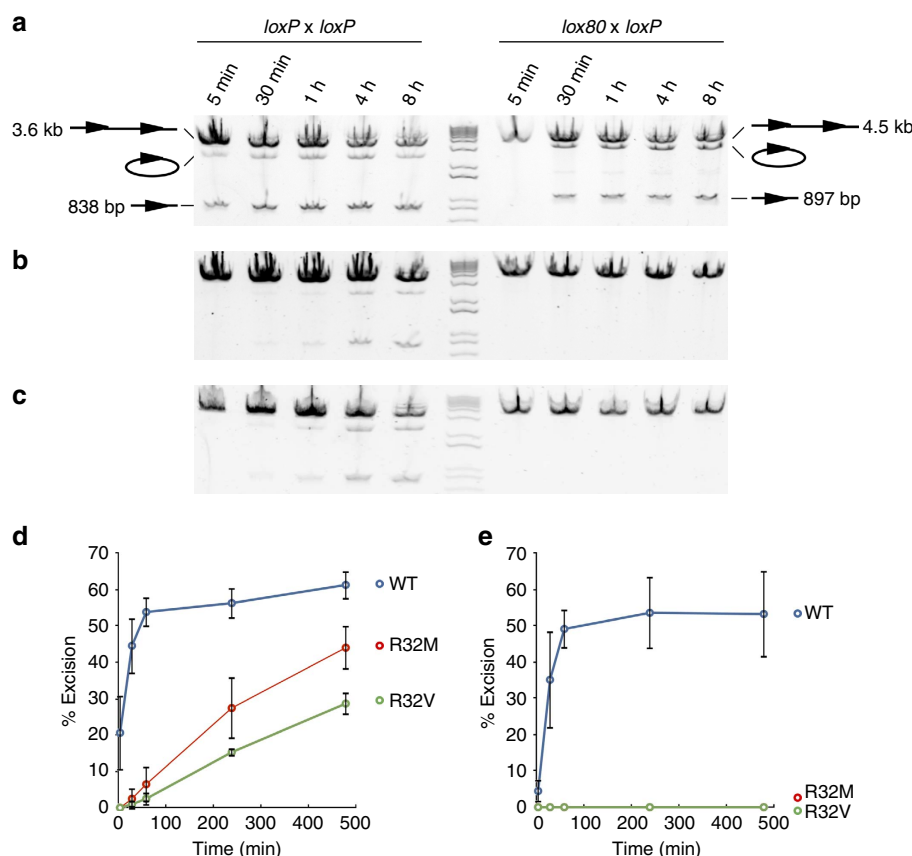 a
loxP x loxP
lox80 x loxP
5 min
30 min
1 h
4 h
8 h
5 min
30 min
1 h
4 h
8 h
3.6 kb
4.5 kb
838 bp
897 bp
b
c
d
70
60
50
40
30
20
10
0
% Excision
0
100
200
300
400
500
Time (min)
WT
R32M
R32V
e
70
60
50
40
30
20
10
0
% Excision
0
100
200
300
400
500
Time (min)
WT
R32M
R32V